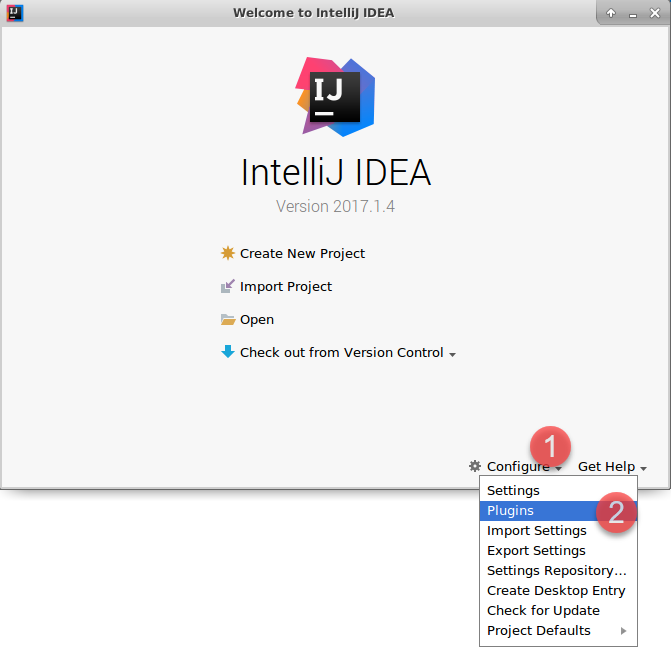 Welcome to IntelliJ IDEA
IJ
IntelliJ IDEA
Version 2017.1.4
Create New Project
Import Project
Open
Check out from Version Control
1
Configure
Get Help
Settings
Plugins
2
Import Settings
Export Settings
Settings Repository...
Create Desktop Entry
Check for Update
Project Defaults